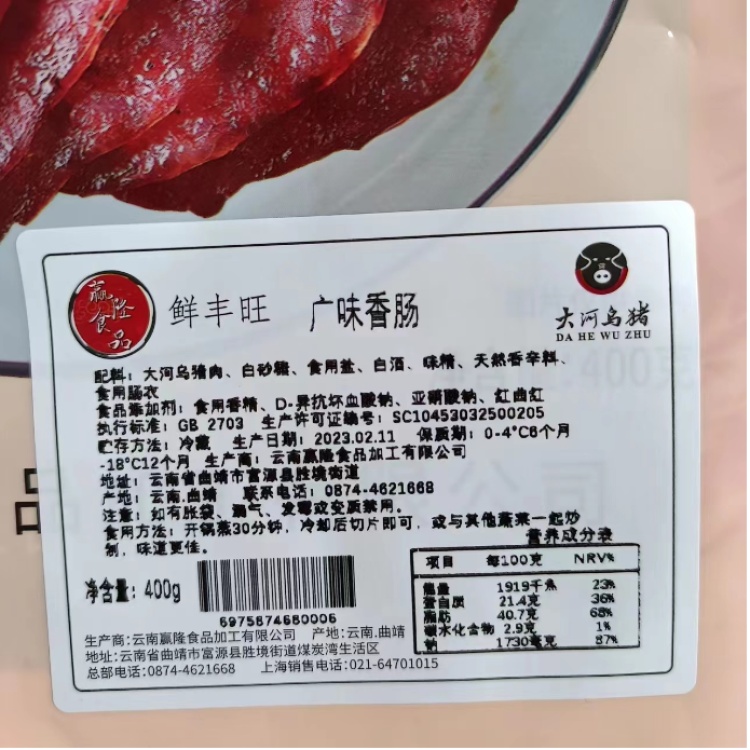 赢隆食品
鲜丰旺 广味香肠
大河乌猪
DA HE WU ZHU
配料：大河乌猪肉、白砂糖、食用盐、白酒、味精、天然香辛料、
食用肠衣
食品添加剂：食用香精、D-异抗坏血酸钠、亚硝酸钠、红曲红
执行标准：GB 2703 生产许可证编号：SC10453032500205
贮存方法：冷藏 生产日期：2023.02.11 保质期：0-4°C6个月
-18°C12个月 生产商：云南赢隆食品加工有限公司
地址：云南省曲靖市富源县胜境街道
产地：云南.曲靖 联系电话：0874-4621668
注意：如有胀袋、漏气、发霉或变质禁用。
食用方法：开锅蒸30分钟，冷却后切片即可，或与其他蔬菜一起炒
制，味道更佳。
营养成分表
项目 每100克 NRV%
能量 1919千焦 23%
蛋白质 21.4克 36%
脂肪 40.7克 68%
碳水化合物 2.9克 1%
钠 1730毫克 87%
净含量：400g
6975874680006
生产商:云南赢隆食品加工有限公司 产地:云南.曲靖
地址:云南省曲靖市富源县胜境街道煤炭湾生活区
总部电话:0874-4621668 上海销售电话:021-64701015